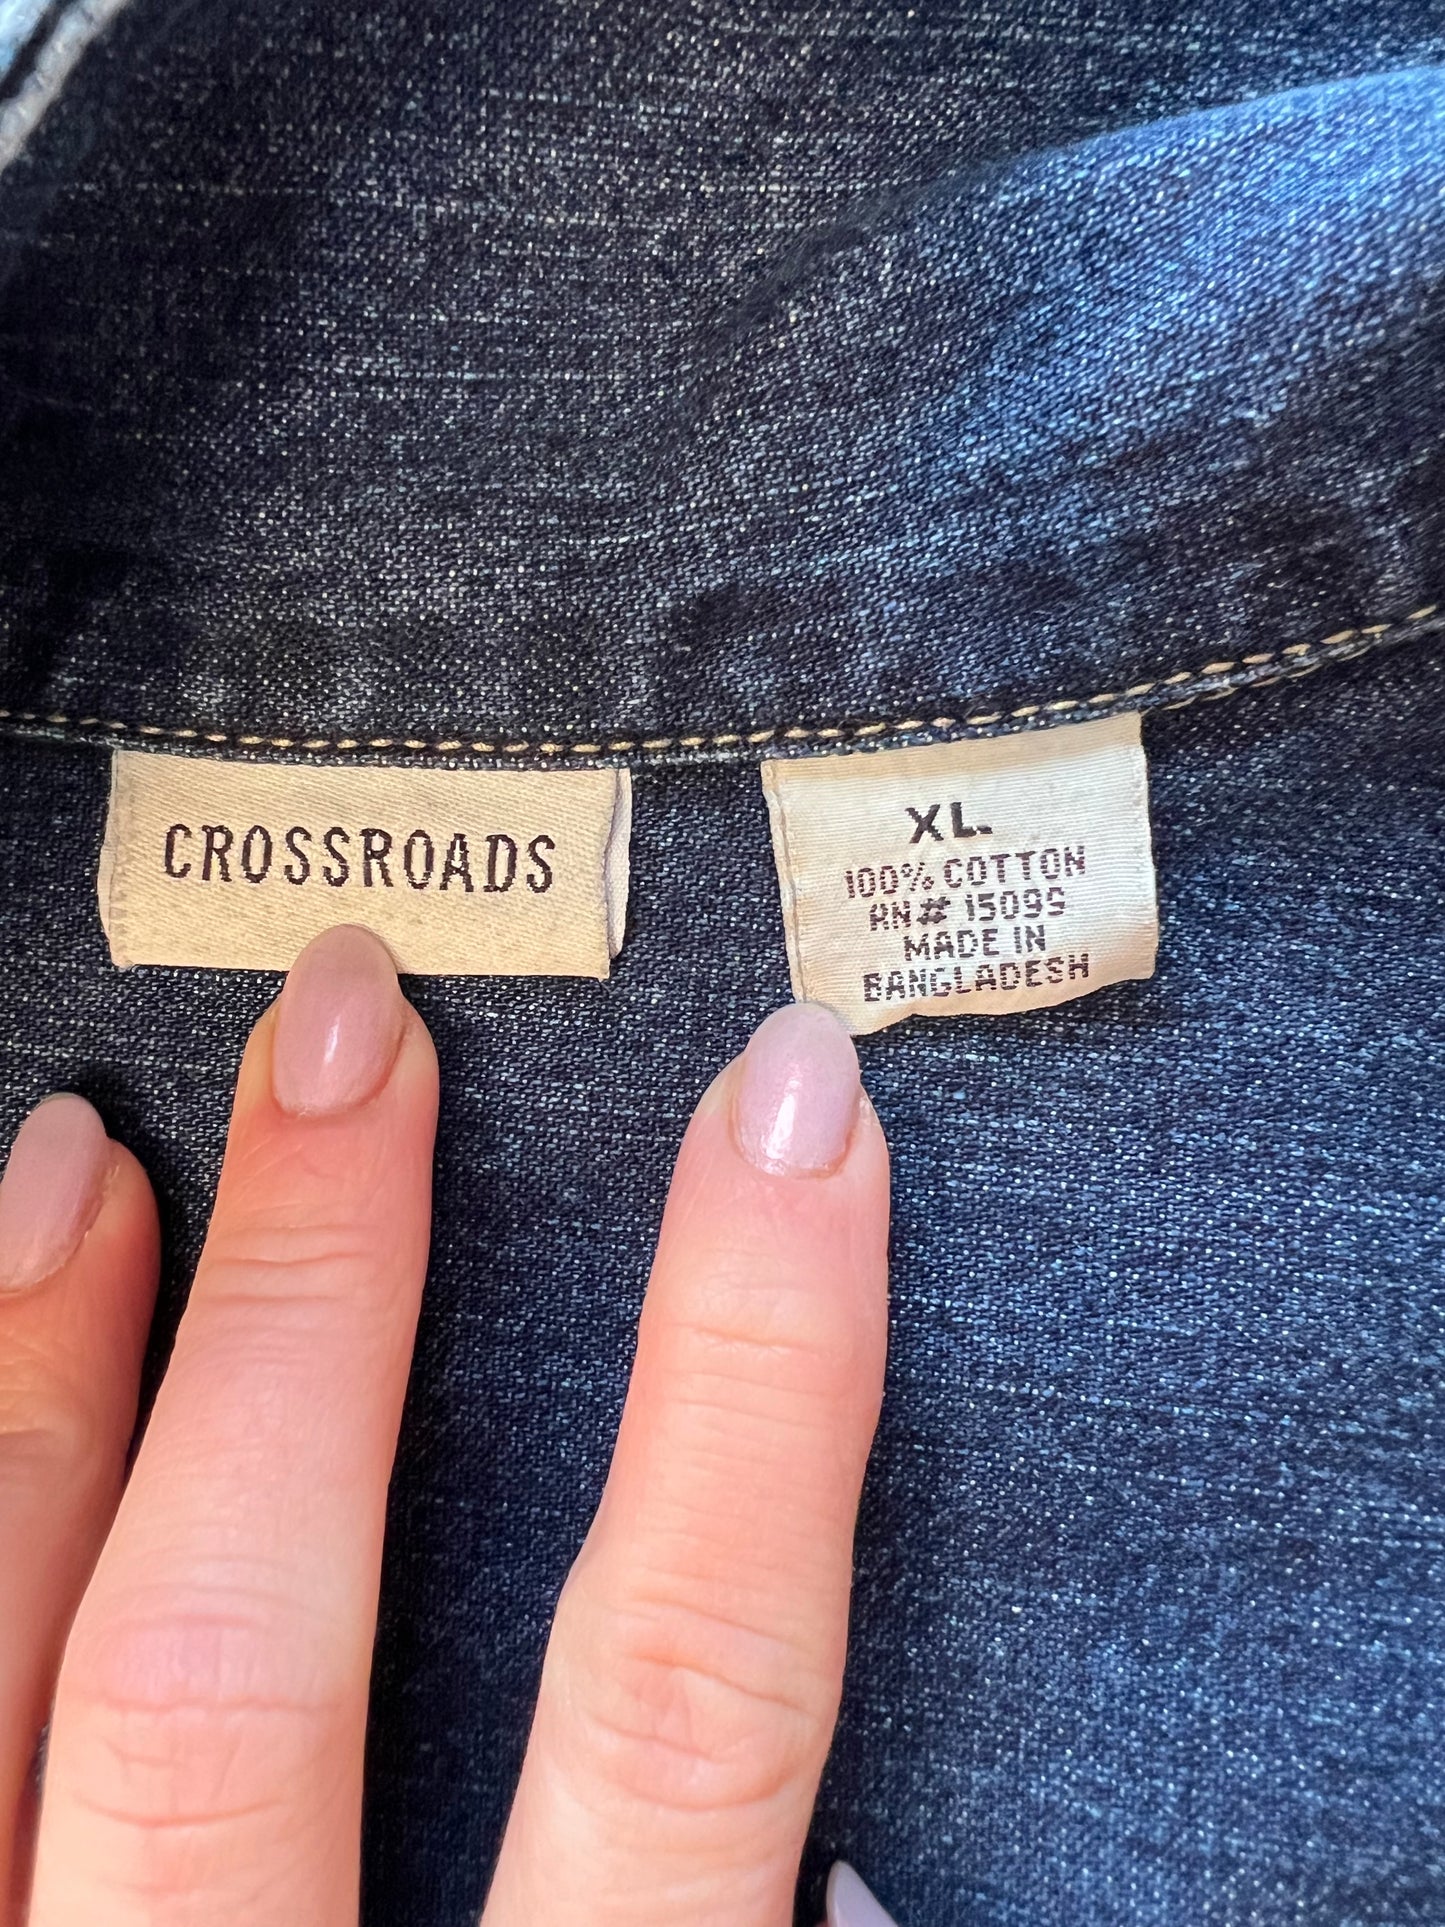 CROSSROADS
XL
100% COTTON
RN# 15099
MADE IN
BANGLADESH